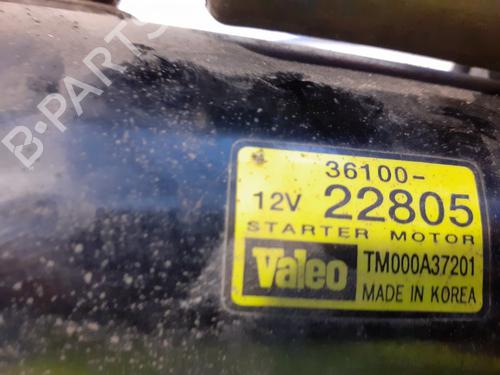 B-PARTS
36100-
12V 22805
STARTER MOTOR
Valeo TM000A37201
MADE IN KOREA